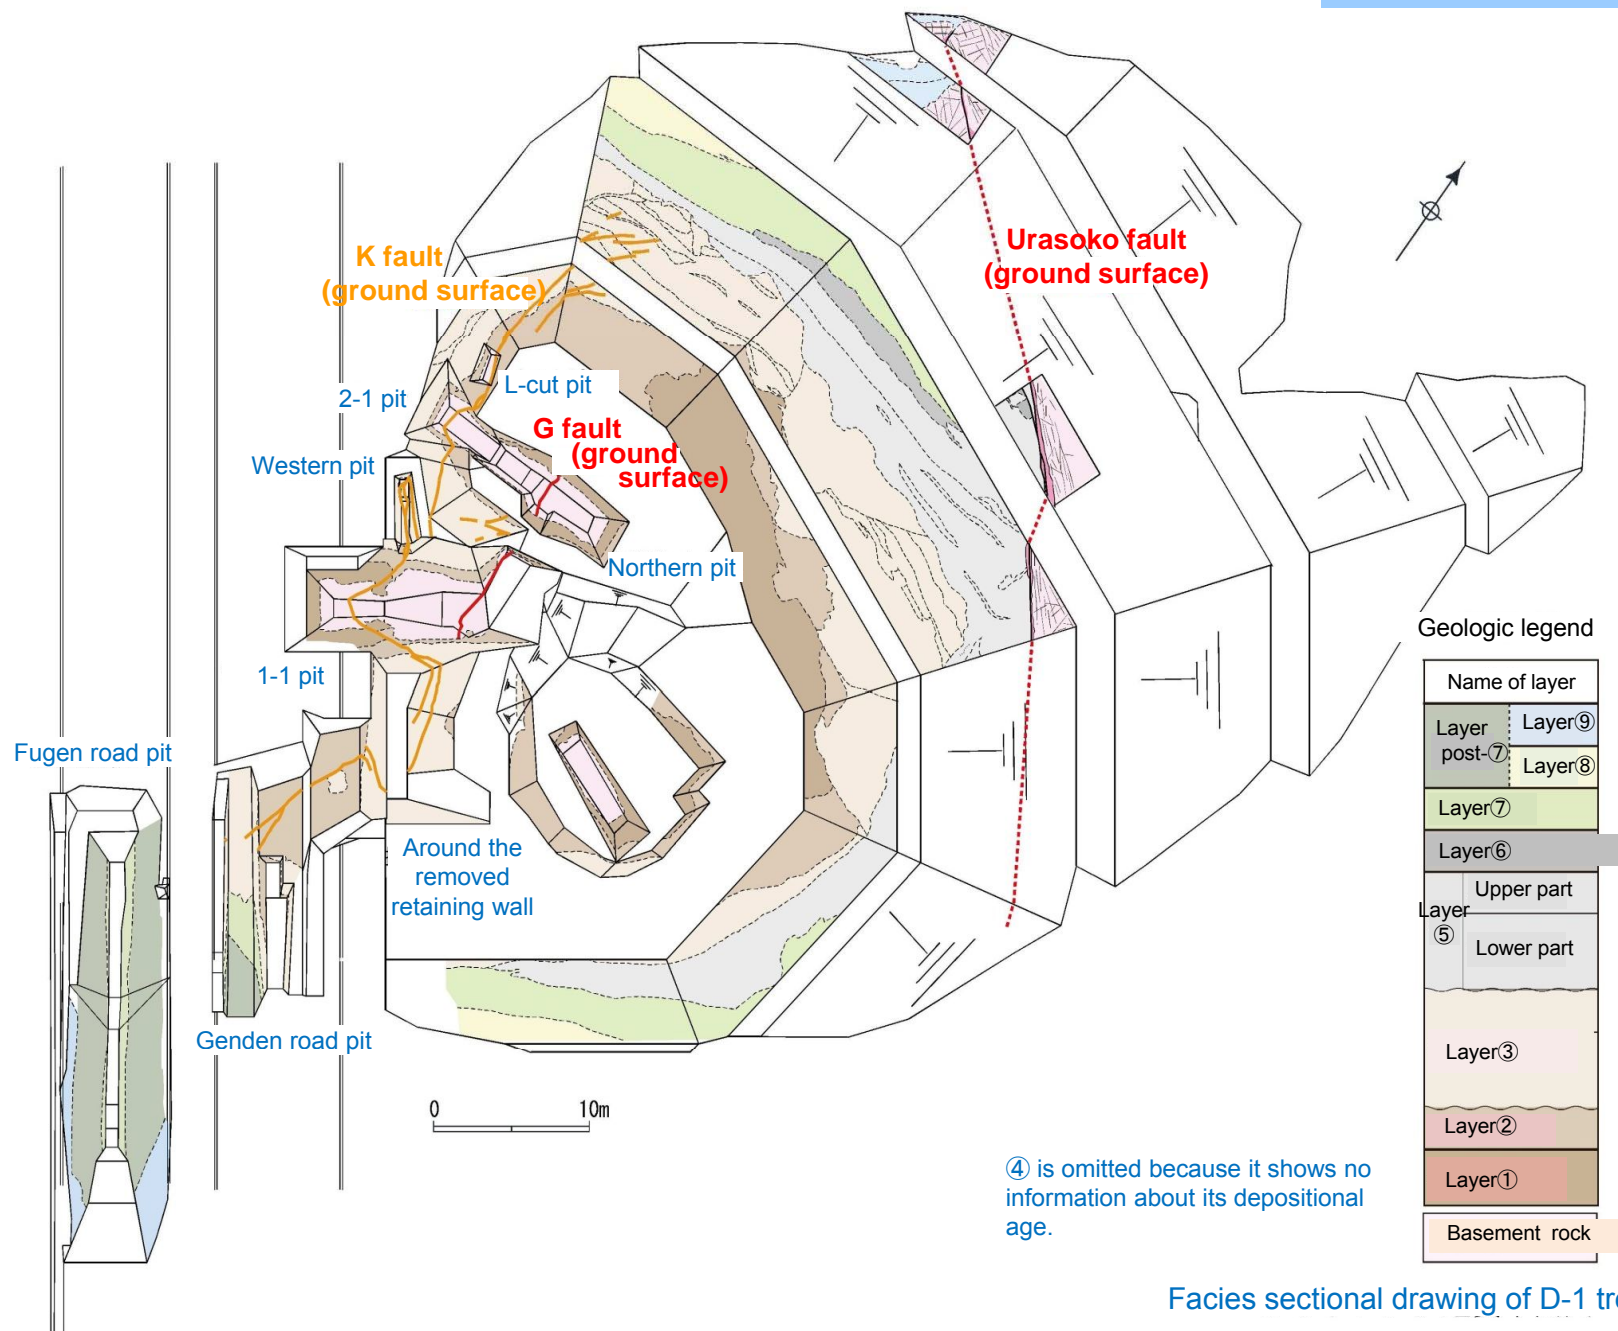 K fault
(ground surface)
Urasoko fault
(ground surface)
L-cut pit
2-1 pit
G fault
(ground
surface)
Western pit
Northern pit
1-1 pit
Fugen road pit
Around the
removed
retaining wall
Genden road pit
0 10m
④ is omitted because it shows no
information about its depositional
age.
Geologic legend
Name of layer
Layer
post-⑦
Layer⑨
Layer⑧
Layer⑦
Layer⑥
Layer
⑤
Upper part
Lower part
Layer③
Layer②
Layer①
Basement rock
Facies sectional drawing of D-1